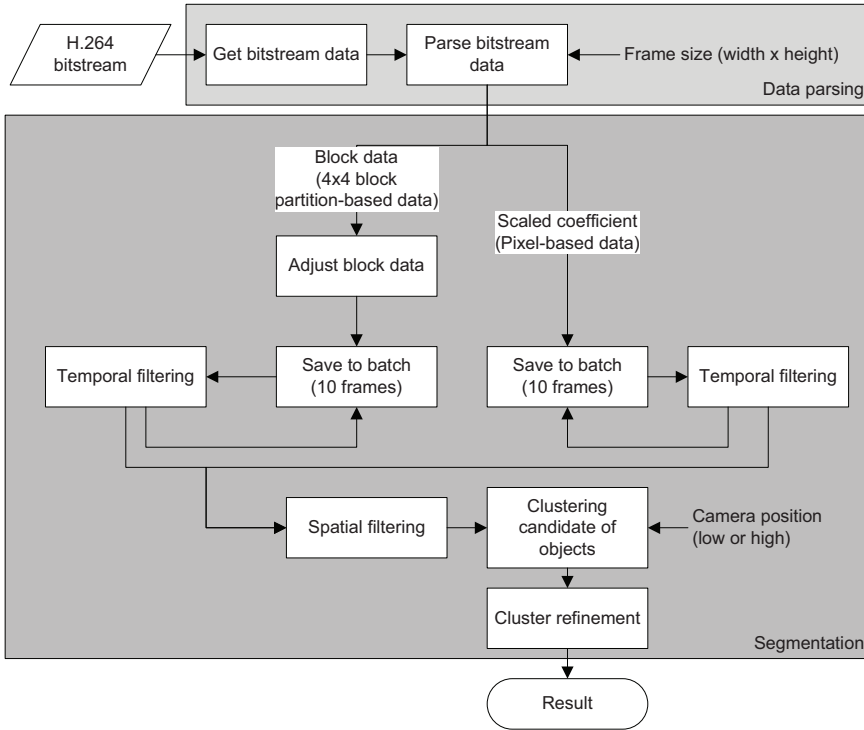 H.264
bitstream
Get bitstream data
Parse bitstream
data
Frame size (width x height)
Data parsing
Block data
(4x4 block
partition-based data)
Scaled coefficient
(Pixel-based data)
Adjust block data
Temporal filtering
Save to batch
(10 frames)
Save to batch
(10 frames)
Temporal filtering
Spatial filtering
Clustering
candidate of
objects
Camera position
(low or high)
Cluster refinement
Segmentation
Result